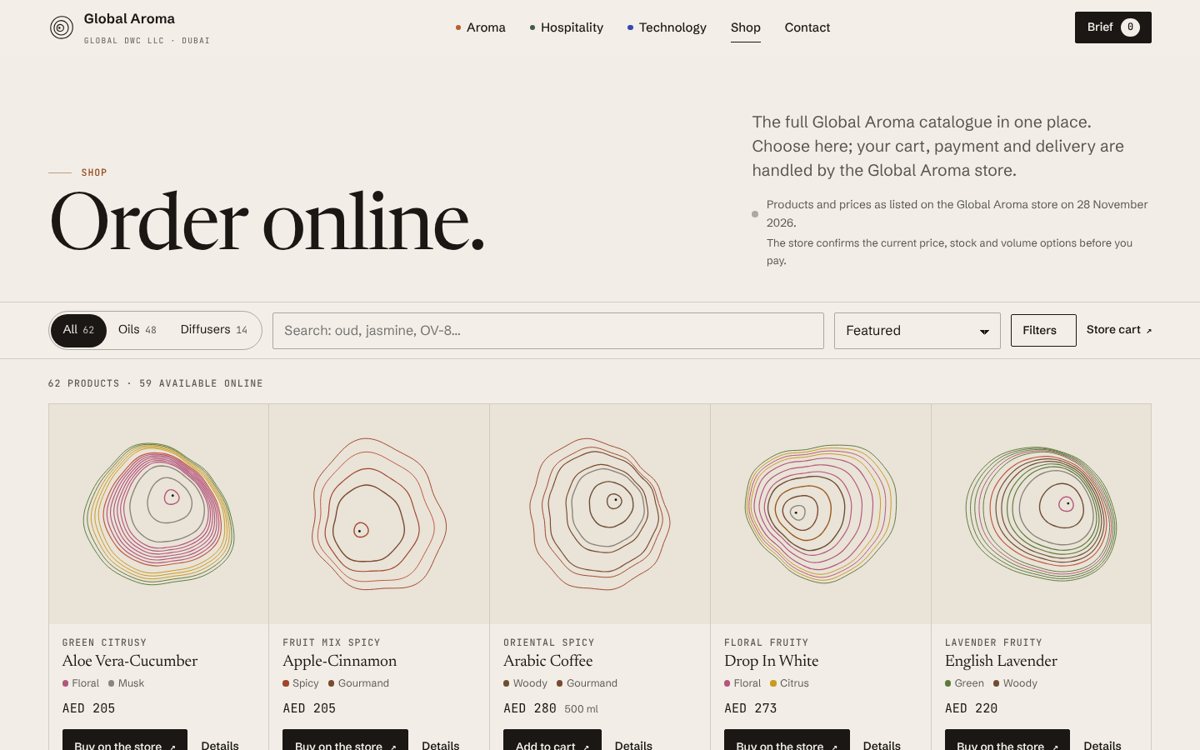 Global Aroma
GLOBAL DWC LLC · DUBAI
Aroma
Hospitality
Technology
Shop
Contact
Brief 0
SHOP
Order online.
The full Global Aroma catalogue in one place.
Choose here; your cart, payment and delivery are
handled by the Global Aroma store.
Products and prices as listed on the Global Aroma store on 28 November
2026.
The store confirms the current price, stock and volume options before you
pay.
All 62
Oils 48
Diffusers 14
Search: oud, jasmine, OV-8…
Featured
Filters
Store cart ↗
62 PRODUCTS · 59 AVAILABLE ONLINE
GREEN CITRUSY
Aloe Vera-Cucumber
Floral Musk
AED 205
Buy on the store ↗ Details
FRUIT MIX SPICY
Apple-Cinnamon
Spicy Gourmand
AED 205
Buy on the store ↗ Details
ORIENTAL SPICY
Arabic Coffee
Woody Gourmand
AED 280 500 ml
Add to cart ↗ Details
FLORAL FRUITY
Drop In White
Floral Citrus
AED 273
Buy on the store ↗ Details
LAVENDER FRUITY
English Lavender
Green Woody
AED 220
Buy on the store ↗ Details